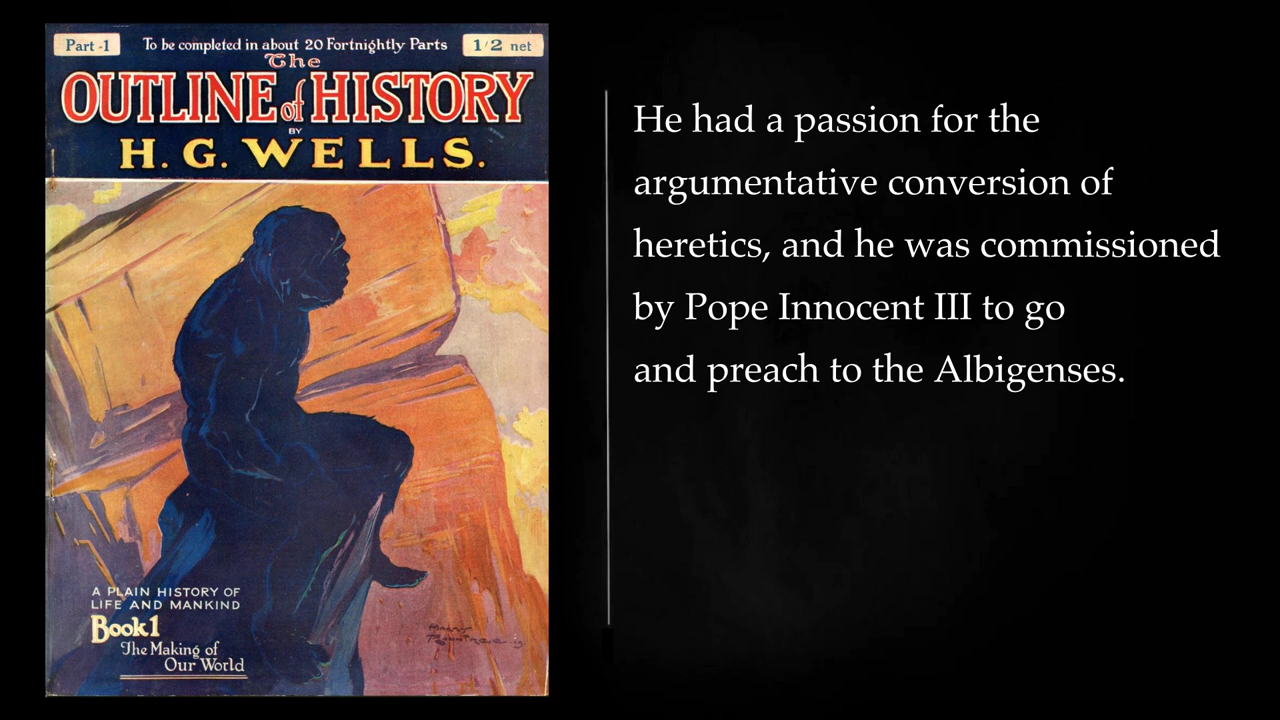 Part -1
To be completed in about 20 Fortnightly Parts
1/2 net
The
OUTLINE of HISTORY
BY
H. G. WELLS.
A PLAIN HISTORY OF
LIFE AND MANKIND
Book 1
The Making of
Our World
He had a passion for the
argumentative conversion of
heretics, and he was commissioned
by Pope Innocent III to go
and preach to the Albigenses.